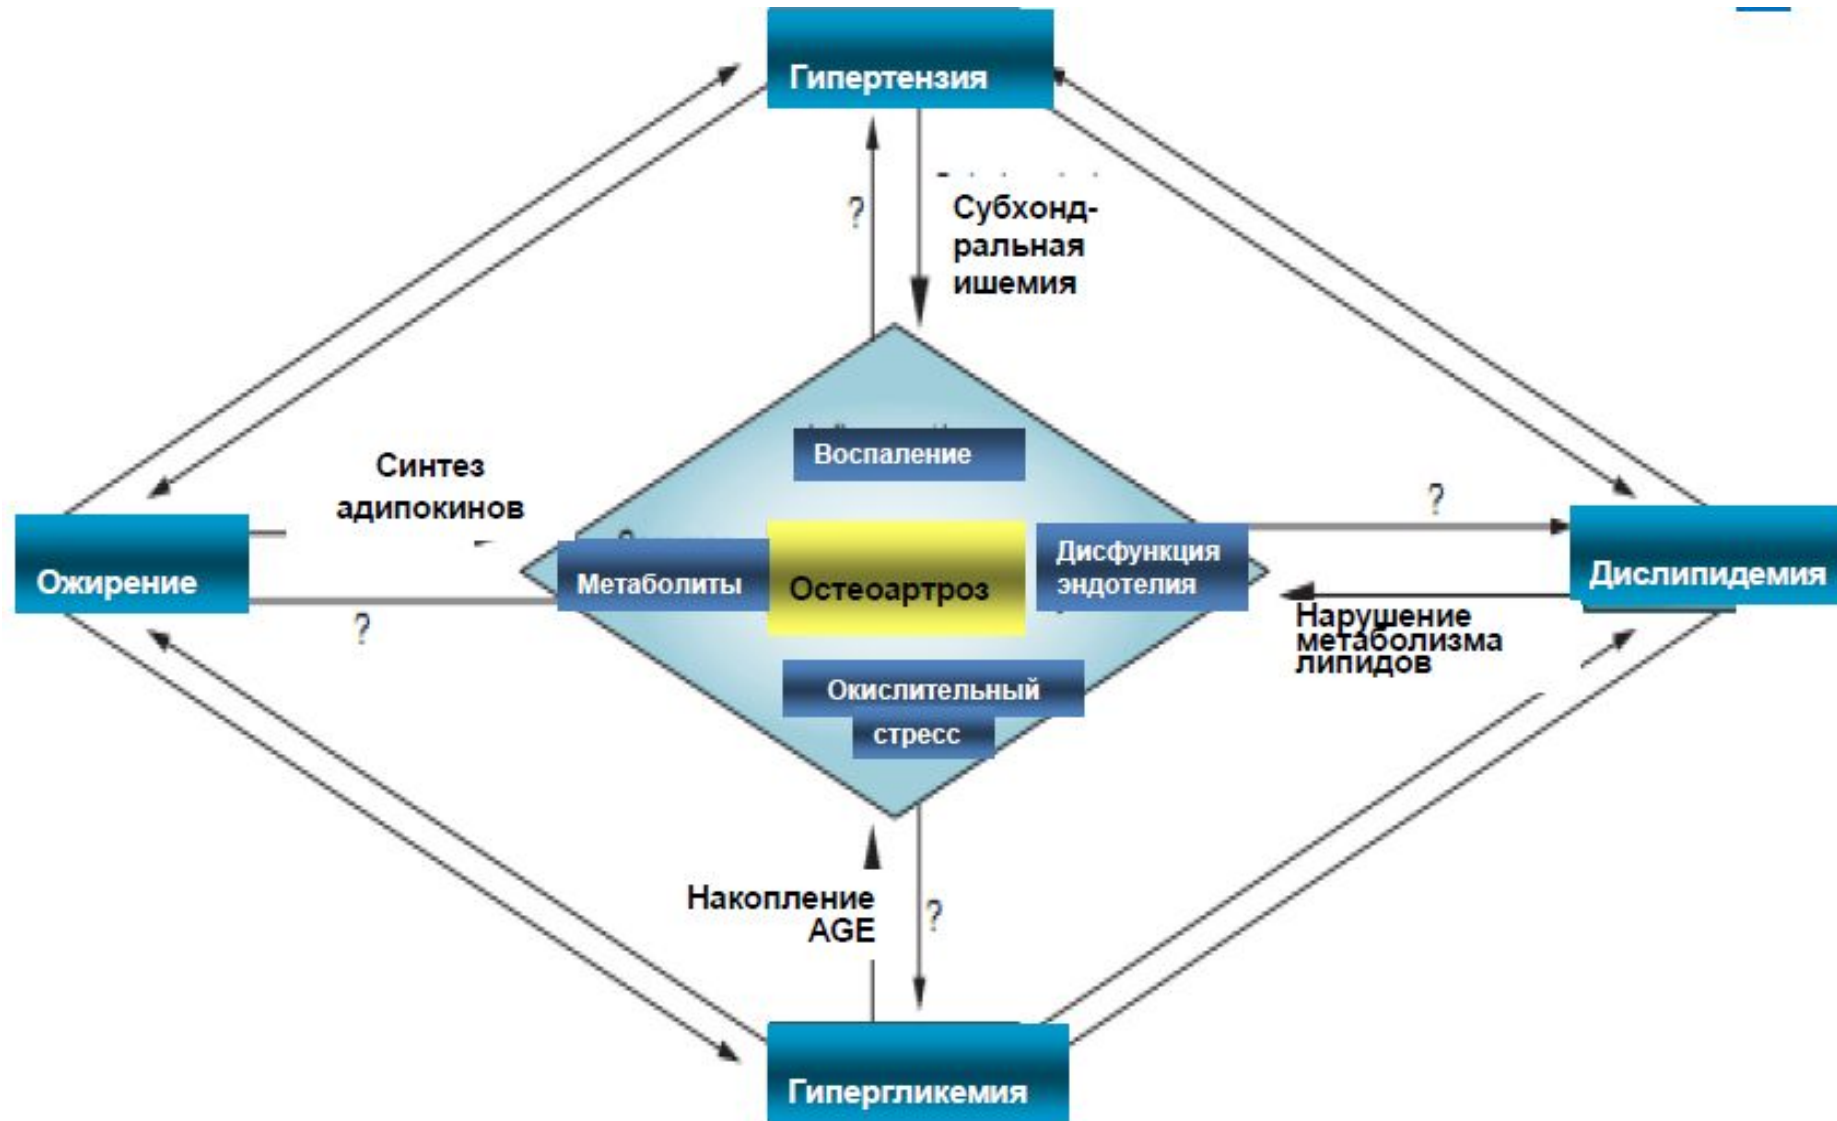 Гипертензия
?
Субхонд-
ральная
ишемия
Воспаление
Синтез
адипокинов
?
Ожирение
Метаболиты
Остеоартроз
Дисфункция
эндотелия
Дислипидемия
?
Нарушение
метаболизма
липидов
Окислительный
стресс
Накопление
AGE
?
Гипергликемия